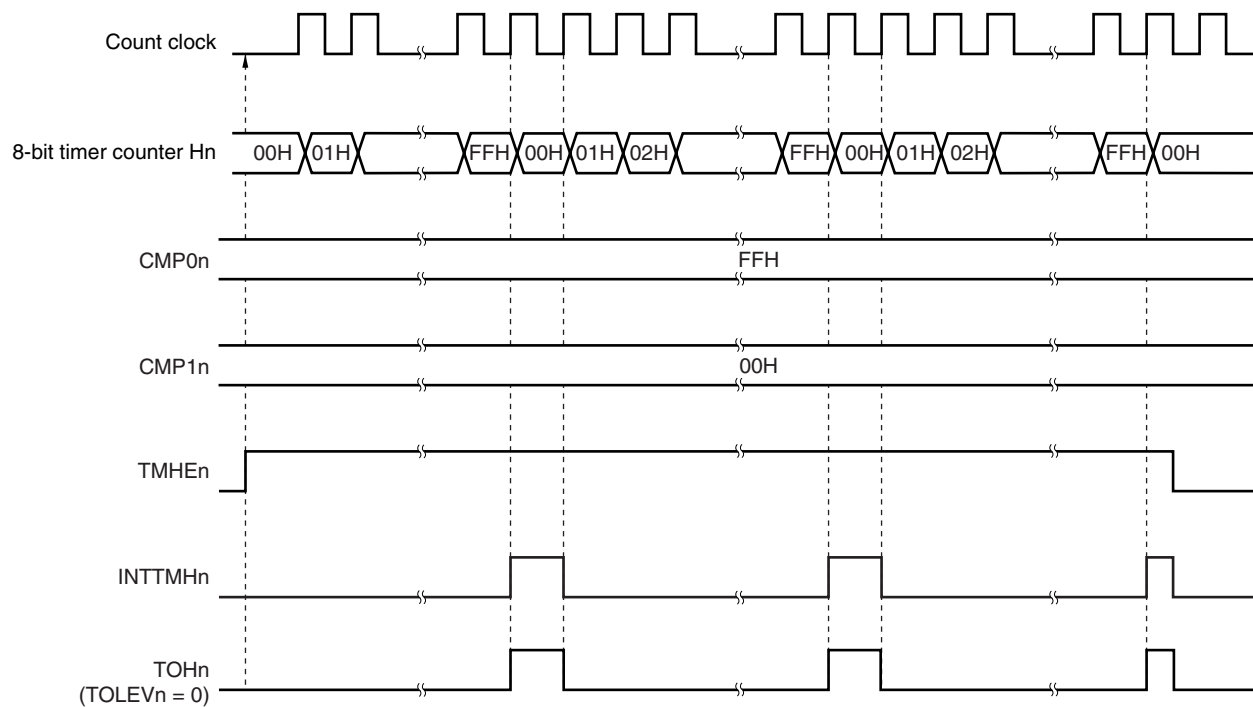 Count clock
8-bit timer counter Hn
00H 01H FFH 00H 01H 02H FFH 00H 01H 02H FFH 00H
CMP0n
FFH
CMP1n
00H
TMHEn
INTTMHn
TOHn
(TOLEVn = 0)